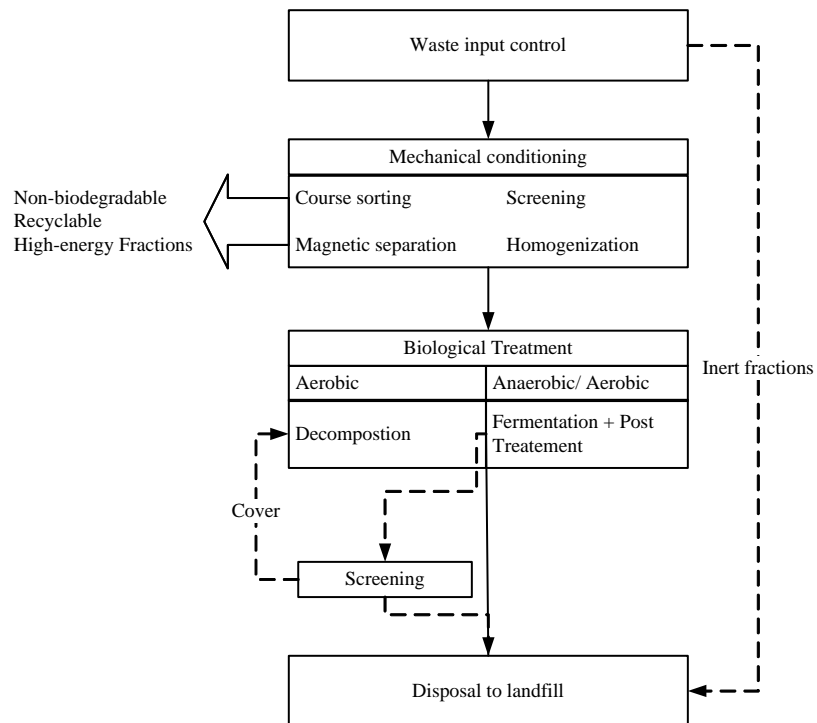 Waste input control
Mechanical conditioning
Non-biodegradable
Recyclable
High-energy Fractions
Course sorting
Screening
Magnetic separation
Homogenization
Biological Treatment
Aerobic
Anaerobic/ Aerobic
Inert fractions
Decompostion
Fermentation + Post
Treatement
Cover
Screening
Disposal to landfill